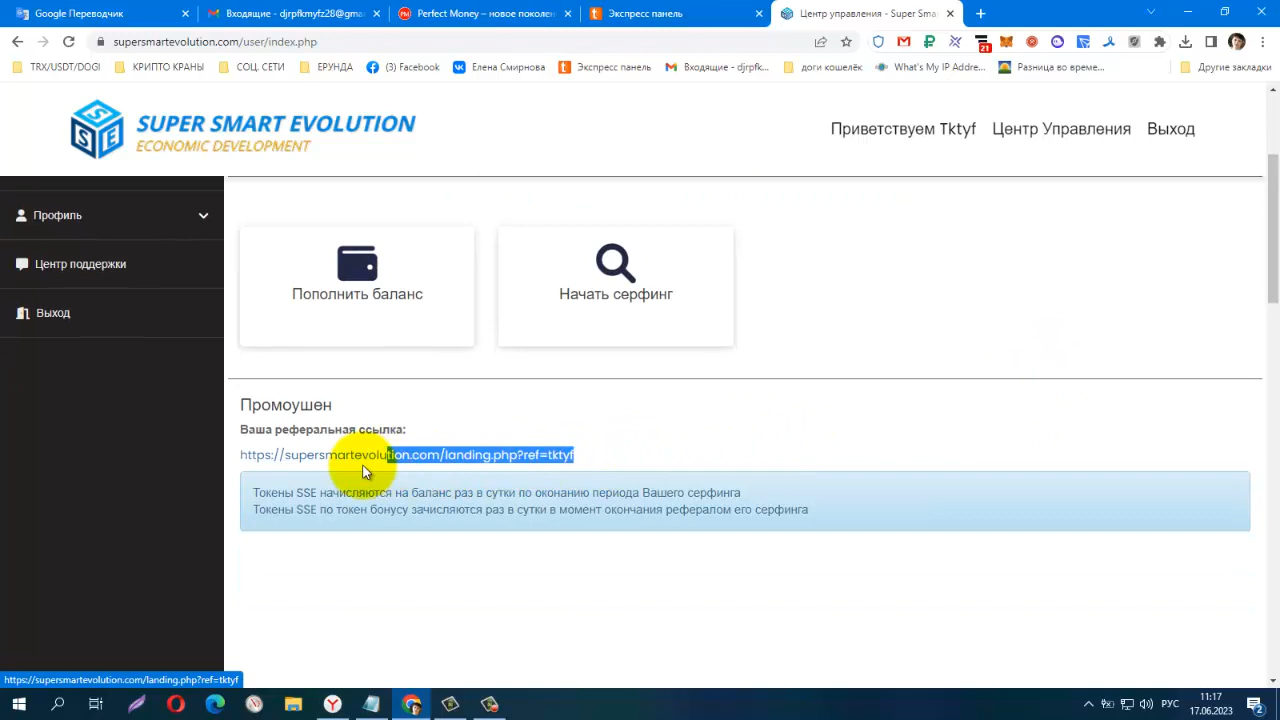 Google Переводчик
Входящие - djrpfkmyfz28@gma
Perfect Money – новое поколен
Экспресс панель
Центр управления - Super Sma
supersmartevolution.com/user/index.php
21
TRX/USDT/DOGI
КРИПТО КРАНЫ
СОЦ. СЕТИ
ЕРУНДА
(3) Facebook
Елена Смирнова
Экспресс панель
Входящие - djrpfk...
доги кошелёк
What's My IP Addre...
Разница во време...
Другие закладки
SSE
SUPER SMART EVOLUTION
ECONOMIC DEVELOPMENT
Приветствуем Tktyf
Центр Управления
Выход
Профиль
Центр поддержки
Выход
Пополнить баланс
Начать серфинг
Промоушен
Ваша реферальная ссылка:
https://supersmartevolution.com/landing.php?ref=tktyf
Токены SSE начисляются на баланс раз в сутки по оконанию периода Вашего серфинга
Токены SSE по токен бонусу зачисляются раз в сутки в момент окончания рефералом его серфинга
https://supersmartevolution.com/landing.php?ref=tktyf
РУС
11:17
17.06.2023
2